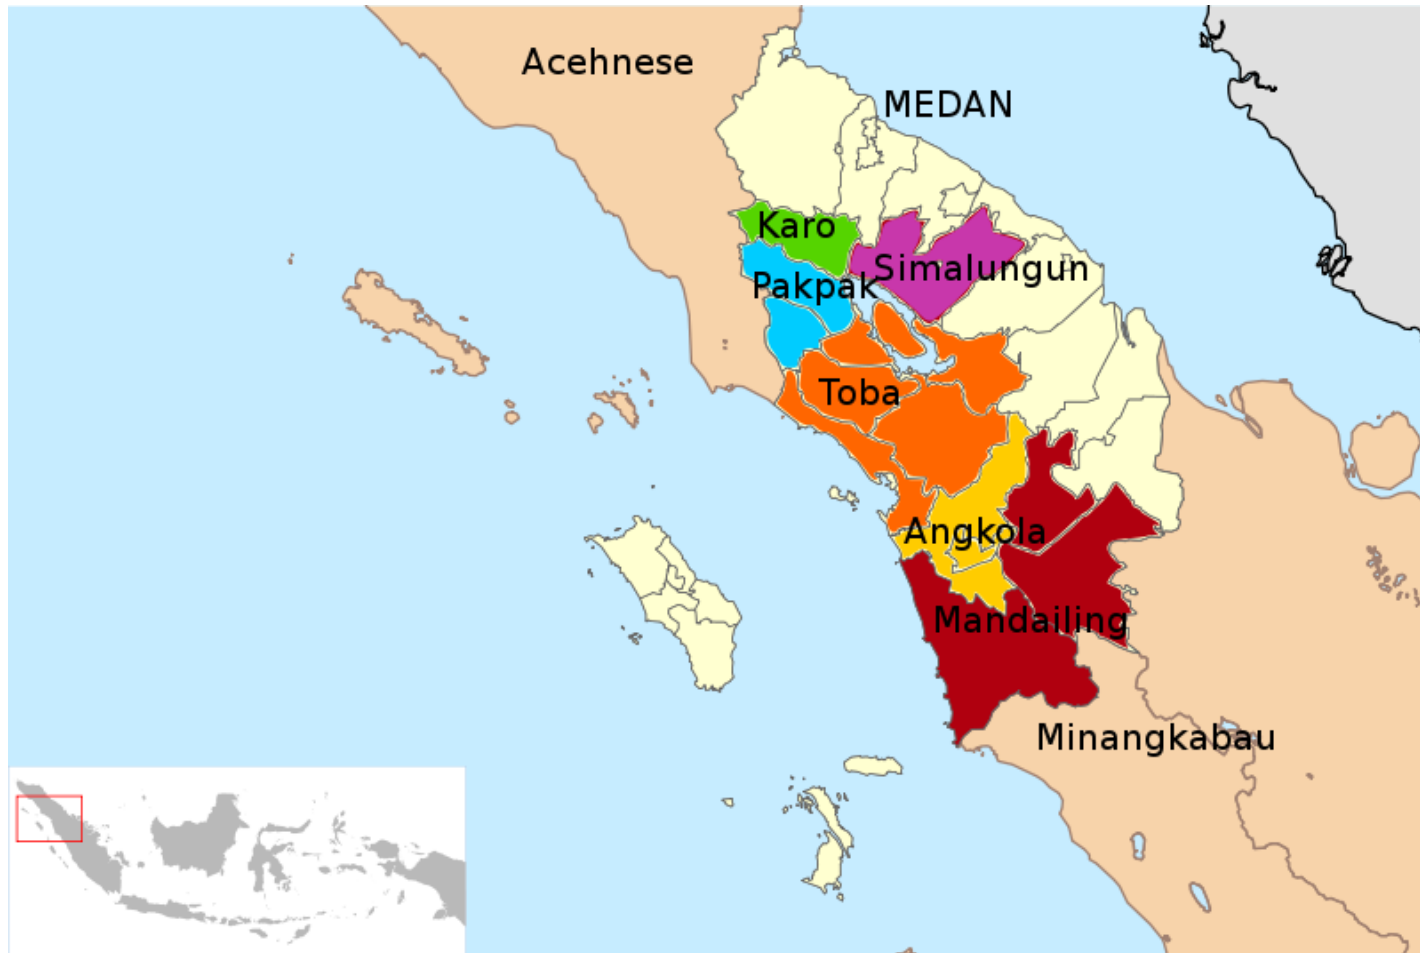 Acehnese
MEDAN
Karo
Simalungun
Pakpak
Toba
Angkola
Mandailing
Minangkabau